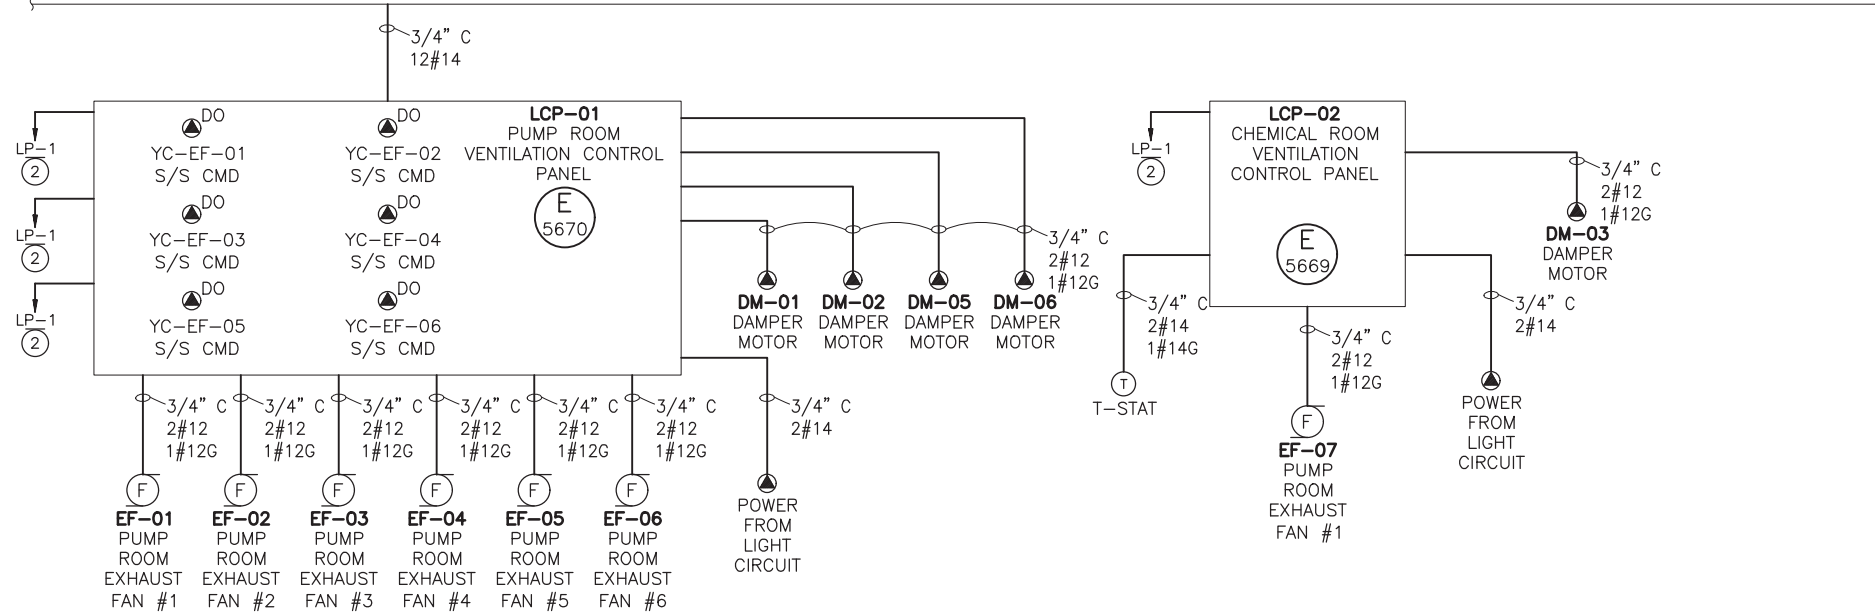 3/4" C
12#14
LP-1
2
LP-1
2
LP-1
2
DO
YC-EF-01
S/S CMD
DO
YC-EF-02
S/S CMD
DO
YC-EF-03
S/S CMD
DO
YC-EF-04
S/S CMD
DO
YC-EF-05
S/S CMD
DO
YC-EF-06
S/S CMD
LCP-01
PUMP ROOM
VENTILATION CONTROL
PANEL
E
5670
3/4" C
2#12
1#12G
DM-01
DAMPER
MOTOR
DM-02
DAMPER
MOTOR
DM-05
DAMPER
MOTOR
DM-06
DAMPER
MOTOR
3/4" C
2#12
1#12G
F
EF-01
PUMP
ROOM
EXHAUST
FAN #1
3/4" C
2#12
1#12G
F
EF-02
PUMP
ROOM
EXHAUST
FAN #2
3/4" C
2#12
1#12G
F
EF-03
PUMP
ROOM
EXHAUST
FAN #3
3/4" C
2#12
1#12G
F
EF-04
PUMP
ROOM
EXHAUST
FAN #4
3/4" C
2#12
1#12G
F
EF-05
PUMP
ROOM
EXHAUST
FAN #5
3/4" C
2#12
1#12G
F
EF-06
PUMP
ROOM
EXHAUST
FAN #6
3/4" C
2#14
POWER
FROM
LIGHT
CIRCUIT
LP-1
2
LCP-02
CHEMICAL ROOM
VENTILATION
CONTROL PANEL
E
5669
3/4" C
2#12
1#12G
DM-03
DAMPER
MOTOR
3/4" C
2#14
1#14G
T
T-STAT
3/4" C
2#12
1#12G
F
EF-07
PUMP
ROOM
EXHAUST
FAN #1
3/4" C
2#14
POWER
FROM
LIGHT
CIRCUIT